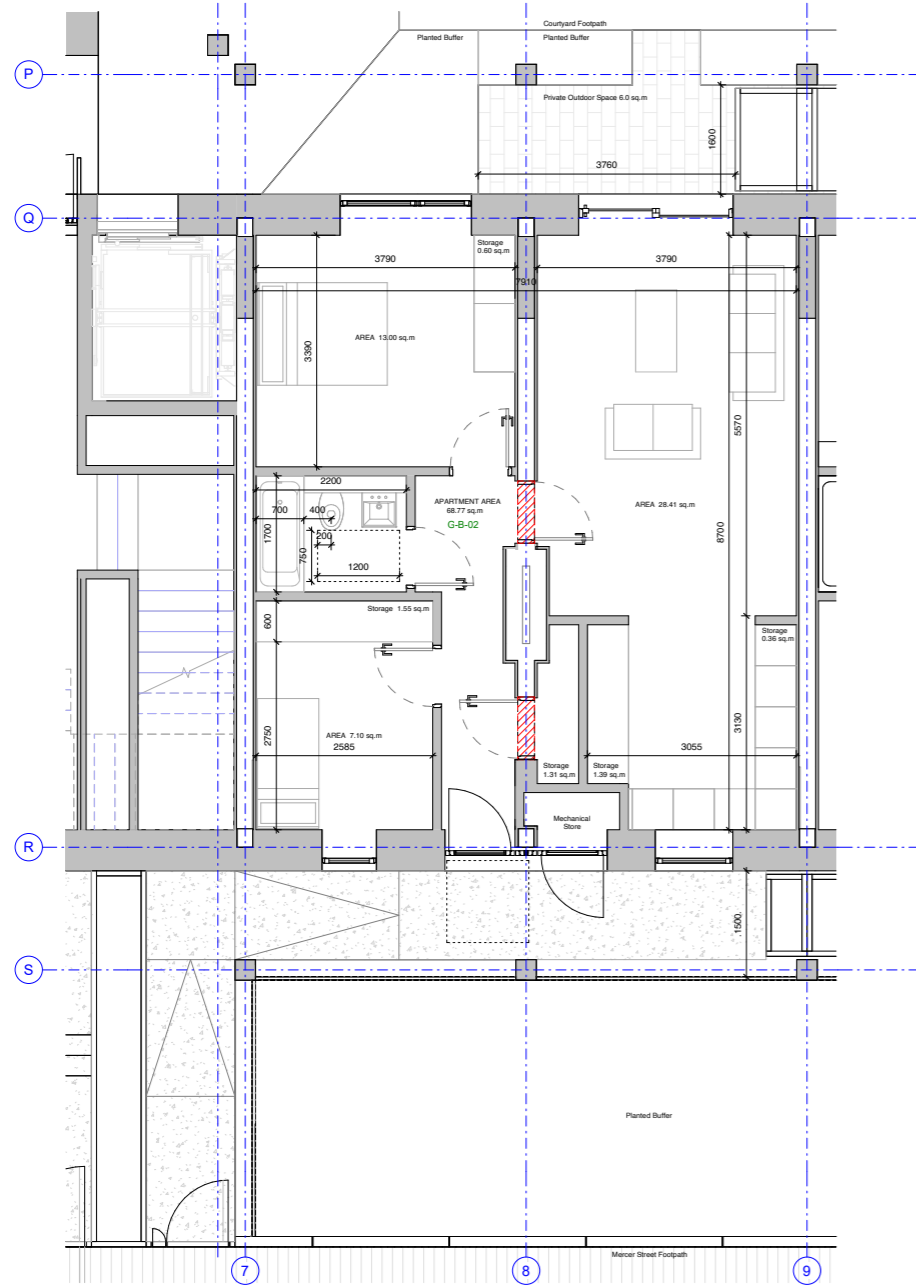 Courtyard Footpath
Planted Buffer
Planted Buffer
P
Private Outdoor Space 6.0 sq.m
1600
3760
Q
Storage
0.60 sq.m
3790
3790
7910
AREA 13.00 sq.m
3390
5570
2200
APARTMENT AREA
68.77 sq.m
G-B-02
AREA 28.41 sq.m
700
400
1700
200
750
8700
1200
Storage 1.55 sq.m
600
Storage
0.36 sq.m
2750
AREA 7.10 sq.m
2585
3130
3055
Storage
1.31 sq.m
Storage
1.39 sq.m
Mechanical
Store
R
1500
S
Planted Buffer
Mercer Street Footpath
7
8
9